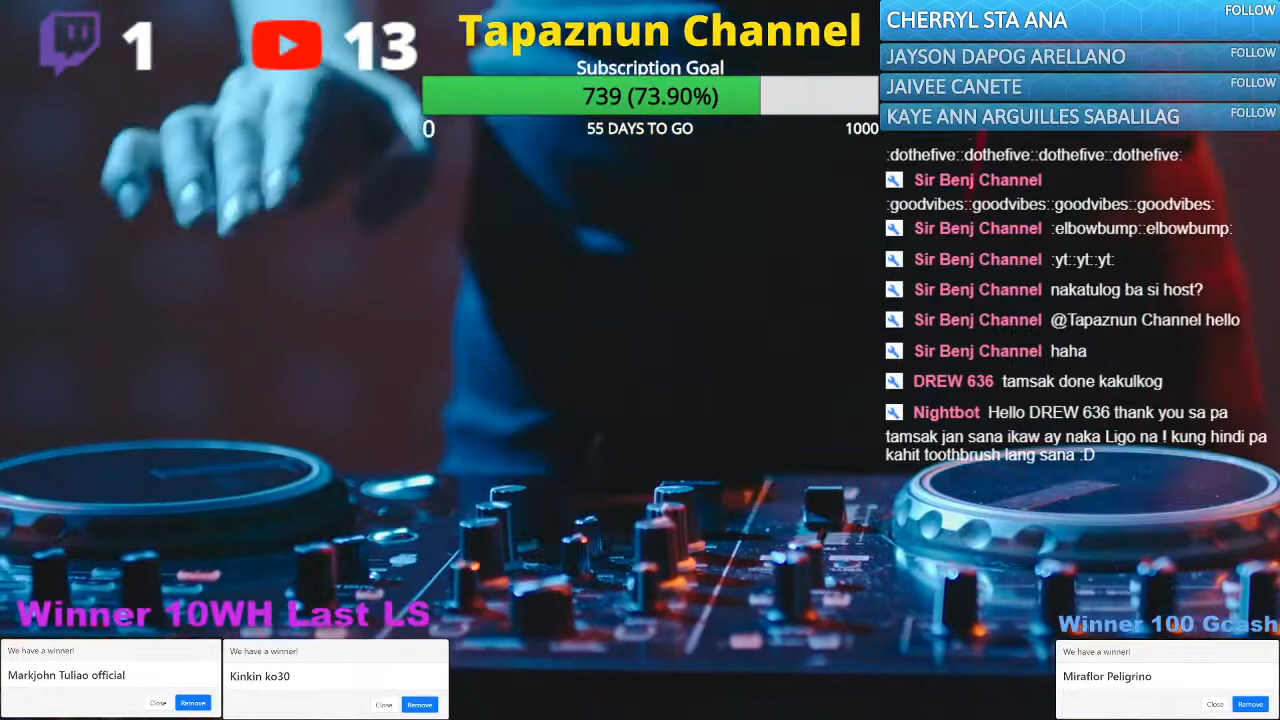 1
13
Tapaznun Channel
Subscription Goal
739 (73.90%)
0
55 DAYS TO GO
1000
CHERRYL STA ANA
FOLLOW
JAYSON DAPOG ARELLANO
FOLLOW
JAIVEE CANETE
FOLLOW
KAYE ANN ARGUILLES SABALILAG
FOLLOW
:dothefive::dothefive::dothefive::dothefive:
Sir Benj Channel
:goodvibes::goodvibes::goodvibes::goodvibes:
Sir Benj Channel :elbowbump::elbowbump:
Sir Benj Channel :yt::yt::yt:
Sir Benj Channel nakatulog ba si host?
Sir Benj Channel @Tapaznun Channel hello
Sir Benj Channel haha
DREW 636 tamsak done kakulkog
Nightbot Hello DREW 636 thank you sa pa
tamsak jan sana ikaw ay naka Ligo na ! kung hindi pa
kahit toothbrush lang sana :D
Winner 10WH Last LS
We have a winner!
Markjohn Tuliao official
Close Remove
We have a winner!
Kinkin ko30
Close Remove
Winner 100 Gcash
We have a winner!
Miraflor Peligrino
Close Remove